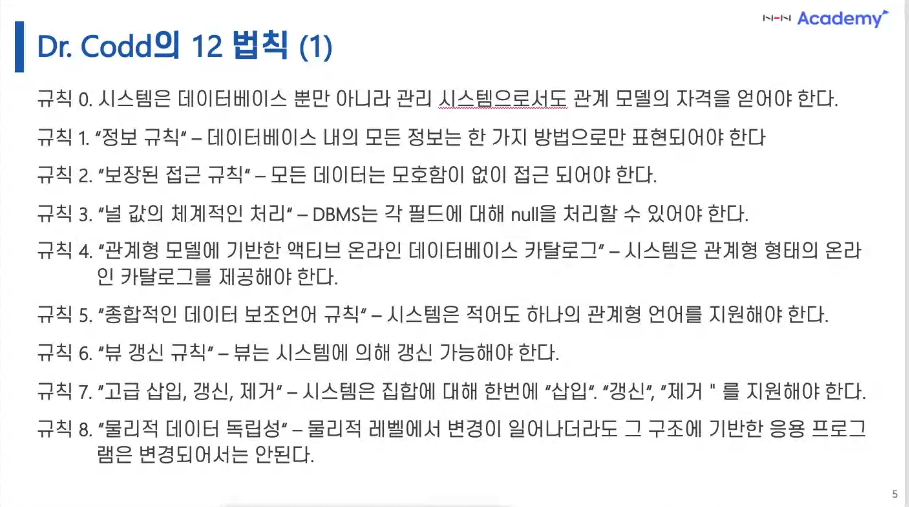 NHN Academy
Dr. Codd의 12 법칙 (1)
규칙 0. 시스템은 데이터베이스 뿐만 아니라 관리 시스템으로서도 관계 모델의 자격을 얻어야 한다.
규칙 1. “정보 규칙“ – 데이터베이스 내의 모든 정보는 한 가지 방법으로만 표현되어야 한다
규칙 2. “보장된 접근 규칙“ – 모든 데이터는 모호함이 없이 접근 되어야 한다.
규칙 3. “널 값의 체계적인 처리“ – DBMS는 각 필드에 대해 null을 처리할 수 있어야 한다.
규칙 4. “관계형 모델에 기반한 액티브 온라인 데이터베이스 카탈로그” – 시스템은 관계형 형태의 온라
인 카탈로그를 제공해야 한다.
규칙 5. “종합적인 데이터 보조언어 규칙“ – 시스템은 적어도 하나의 관계형 언어를 지원해야 한다.
규칙 6. “뷰 갱신 규칙” – 뷰는 시스템에 의해 갱신 가능해야 한다.
규칙 7. “고급 삽입, 갱신, 제거“ – 시스템은 집합에 대해 한번에 “삽입“. “갱신”, ”제거 " 를 지원해야 한다.
규칙 8. “물리적 데이터 독립성“ – 물리적 레벨에서 변경이 일어나더라도 그 구조에 기반한 응용 프로그
램은 변경되어서는 안된다.
5